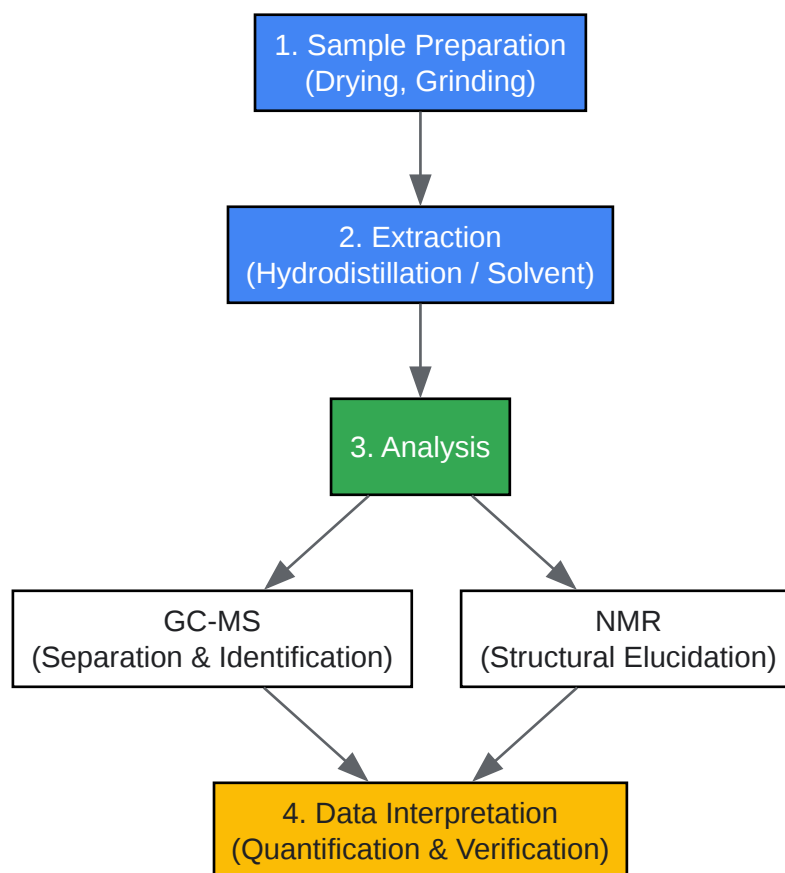 1. Sample Preparation
(Drying, Grinding)
2. Extraction
(Hydrodistillation / Solvent)
3. Analysis
GC-MS
(Separation & Identification)
NMR
(Structural Elucidation)
4. Data Interpretation
(Quantification & Verification)